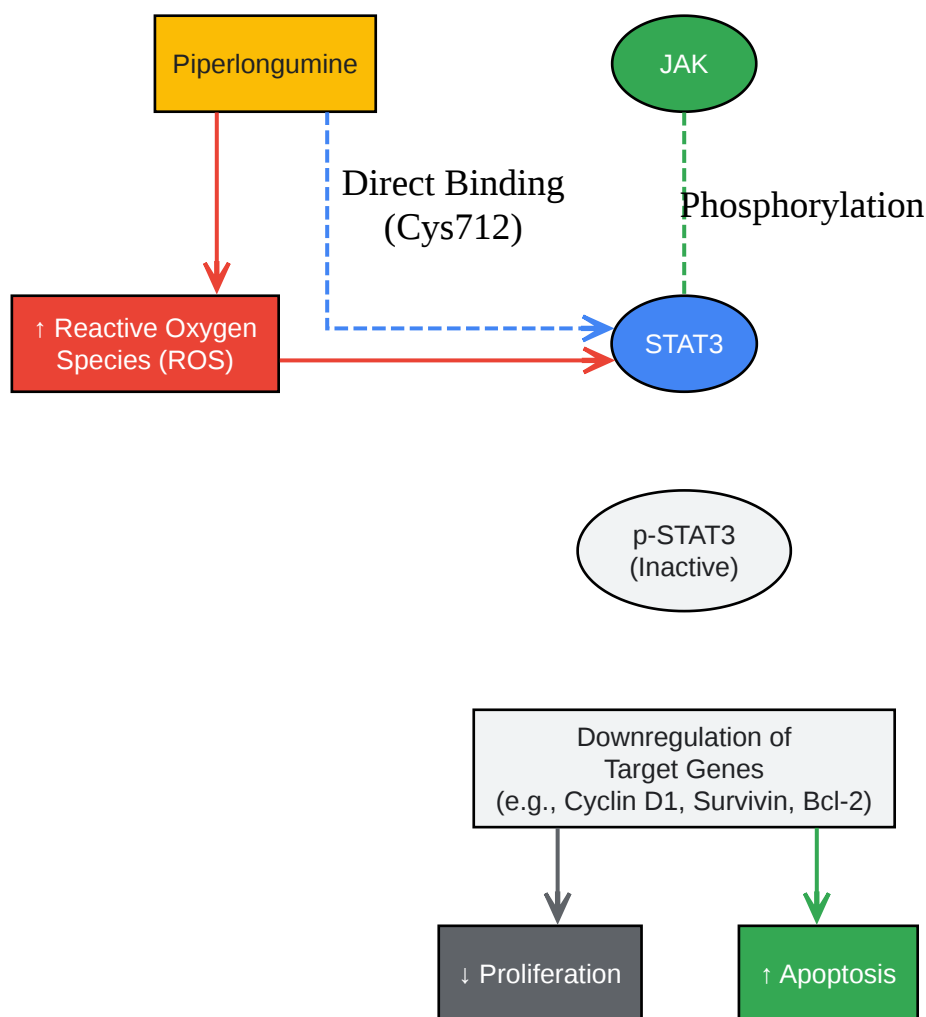 Piperlongumine
JAK
Direct Binding
(Cys712)
Phosphorylation
↑ Reactive Oxygen
Species (ROS)
STAT3
p-STAT3
(Inactive)
Downregulation of
Target Genes
(e.g., Cyclin D1, Survivin, Bcl-2)
↓ Proliferation
↑ Apoptosis